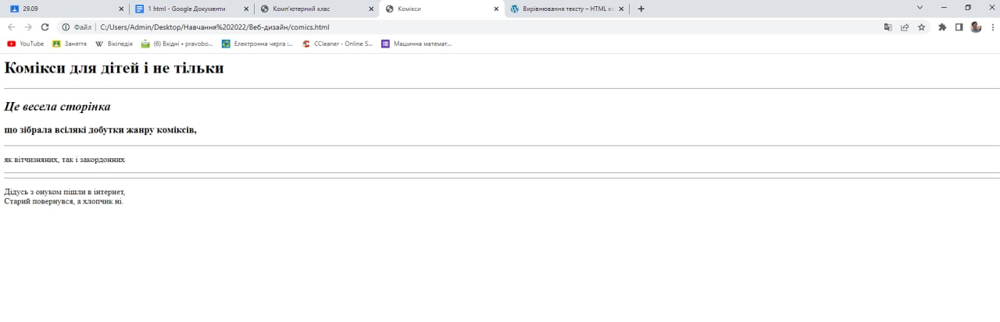 29.09
1 html - Google Документи
Комп'ютерний клас
Комікси
Вирівнювання тексту – HTML ко
Файл
C:/Users/Admin/Desktop/Навчання%202022/Веб-дизайн/comics.html
YouTube
Заняття
Вікіпедія
(6) Вхідні • pravobo...
Електронна черга :...
CCleaner - Online S...
Машинна математ...
Комікси для дітей і не тільки
Це весела сторінка
що зібрала всілякі добутки жанру коміксів,
як вітчизняних, так і закордонних
Дідусь з онуком пішли в інтернет,
Старий повернувся, а хлопчик ні.